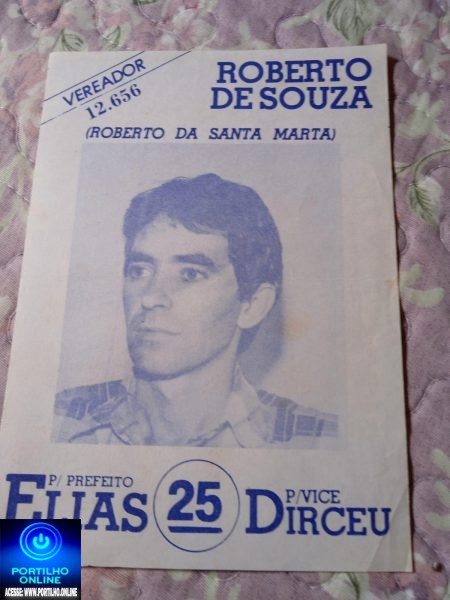 VEREADOR
12.656
ROBERTO
DE SOUZA
(ROBERTO DA SANTA MARTA)
P/ PREFEITO
ELIAS
25
P/VICE
DIRCEU
PORTILHO
ONLINE
ACESSE: WWW.PORTILHO.ONLINE